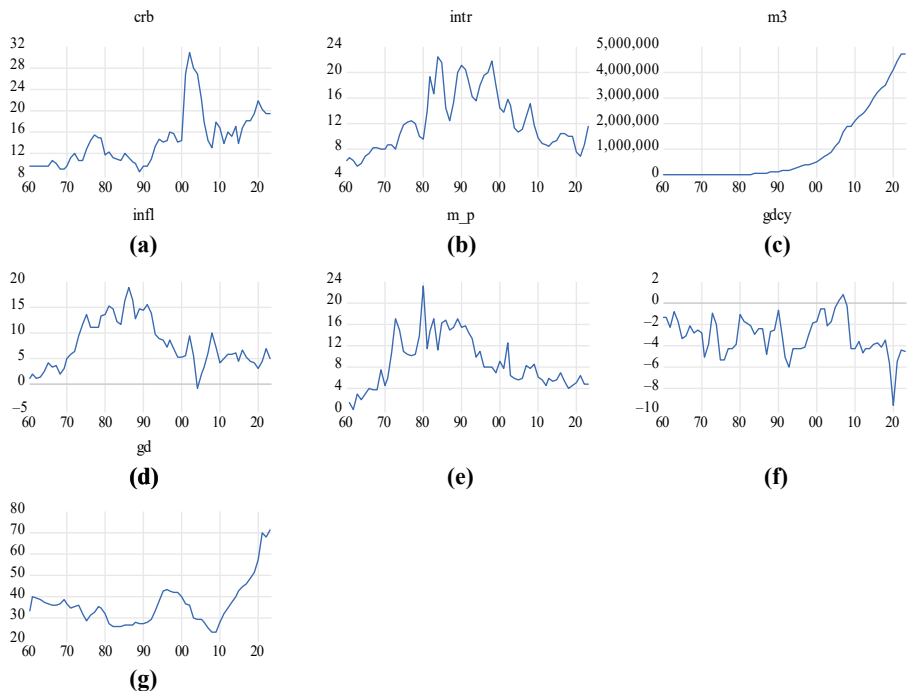 crb
intr
m3
32
28
24
20
16
12
8
60 70 80 90 00 10 20
24
20
16
12
8
4
60 70 80 90 00 10 20
5,000,000
4,000,000
3,000,000
2,000,000
1,000,000
0
60 70 80 90 00 10 20
infl
(a)
m_p
(b)
gdcy
(c)
20
15
10
5
0
−5
60 70 80 90 00 10 20
24
20
16
12
8
4
0
60 70 80 90 00 10 20
2
0
−2
−4
−6
−8
−10
60 70 80 90 00 10 20
gd
(d)
(e)
(f)
80
70
60
50
40
30
20
60 70 80 90 00 10 20
(g)